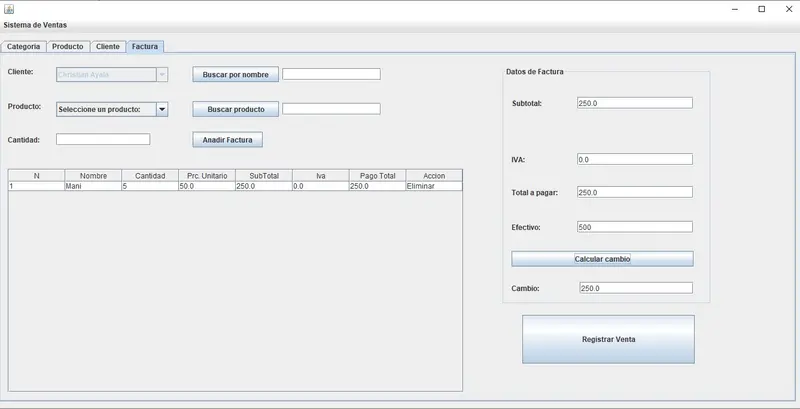 Sistema de Ventas
Categoria Producto Cliente Factura
Cliente: Christian Ayala Buscar por nombre
Producto: Seleccione un producto: Buscar producto
Cantidad: Anadir Factura
N Nombre Cantidad Prc. Unitario SubTotal Iva Pago Total Accion
1 Mani 5 50.0 250.0 0.0 250.0 Eliminar
Datos de Factura
Subtotal: 250.0
IVA: 0.0
Total a pagar: 250.0
Efectivo: 500
Calcular cambio
Cambio: 250.0
Registrar Venta